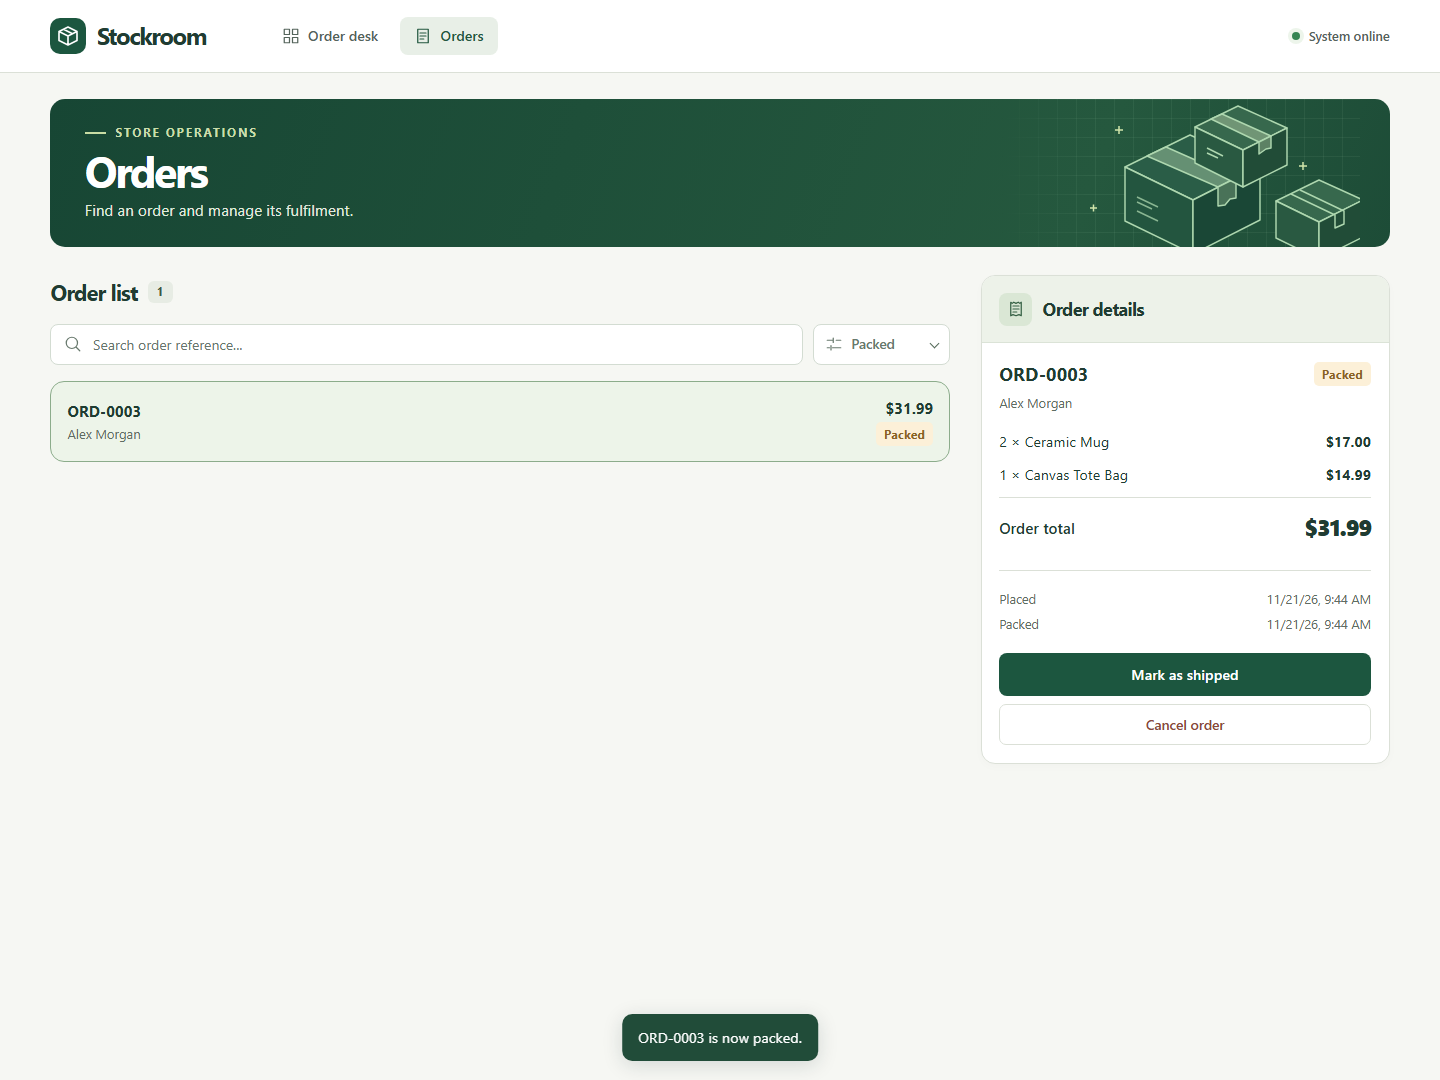 Stockroom
Order desk
Orders
System online
STORE OPERATIONS
Orders
Find an order and manage its fulfilment.
Order list 1
Search order reference...
Packed
ORD-0003
Alex Morgan
$31.99
Packed
Order details
ORD-0003
Packed
Alex Morgan
2 × Ceramic Mug $17.00
1 × Canvas Tote Bag $14.99
Order total $31.99
Placed 11/21/26, 9:44 AM
Packed 11/21/26, 9:44 AM
Mark as shipped
Cancel order
ORD-0003 is now packed.